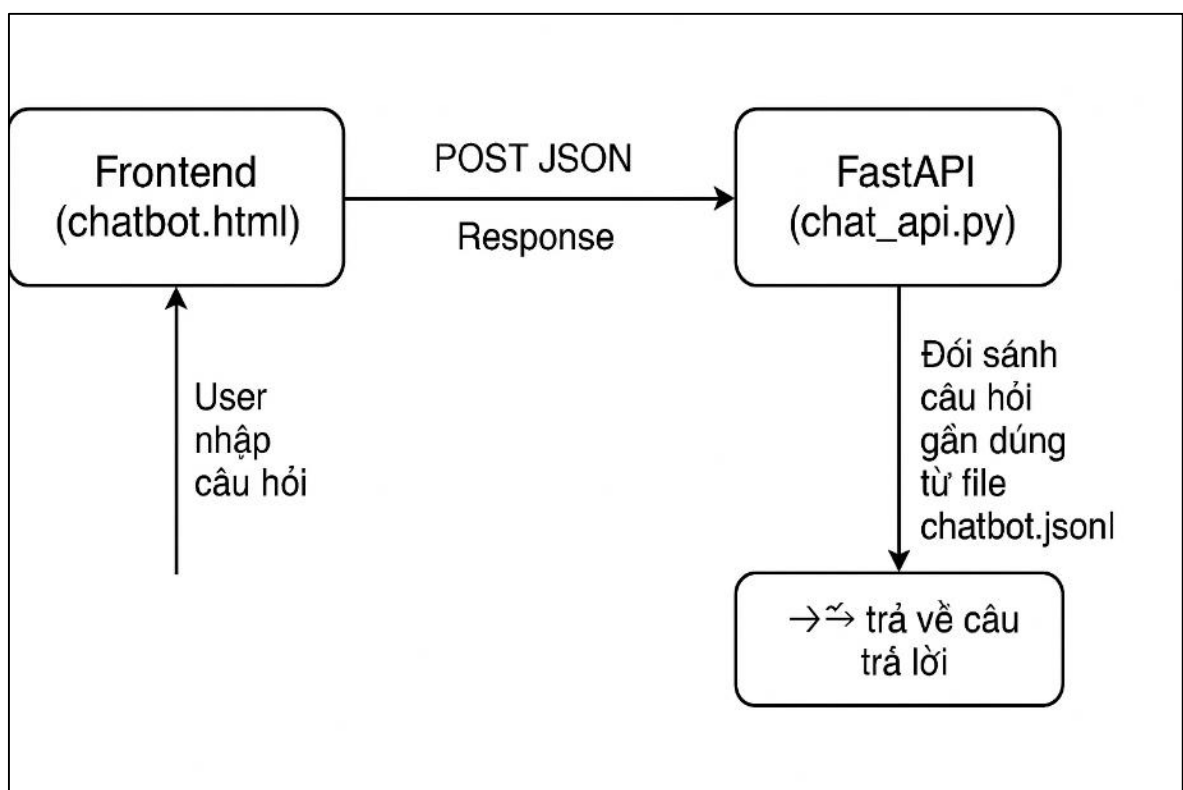 Frontend
(chatbot.html)
POST JSON
Response
FastAPI
(chat_api.py)
User
nhập
câu hỏi
Đói sánh
câu hỏi
gần dúng
từ file
chatbot.jsonl
→⥲ trả về câu
trả lời